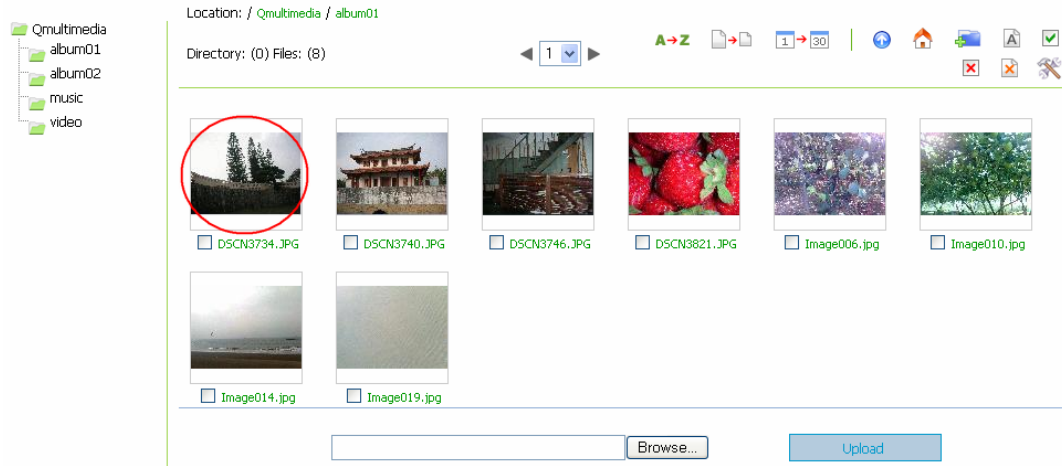 Location: / Qmultimedia / album01
Qmultimedia
album01
album02
music
video
Directory: (0) Files: (8)
1
A→Z
1→30
A
DSCN3734.JPG
DSCN3740.JPG
DSCN3746.JPG
DSCN3821.JPG
Image006.jpg
Image010.jpg
Image014.jpg
Image019.jpg
Browse...
Upload